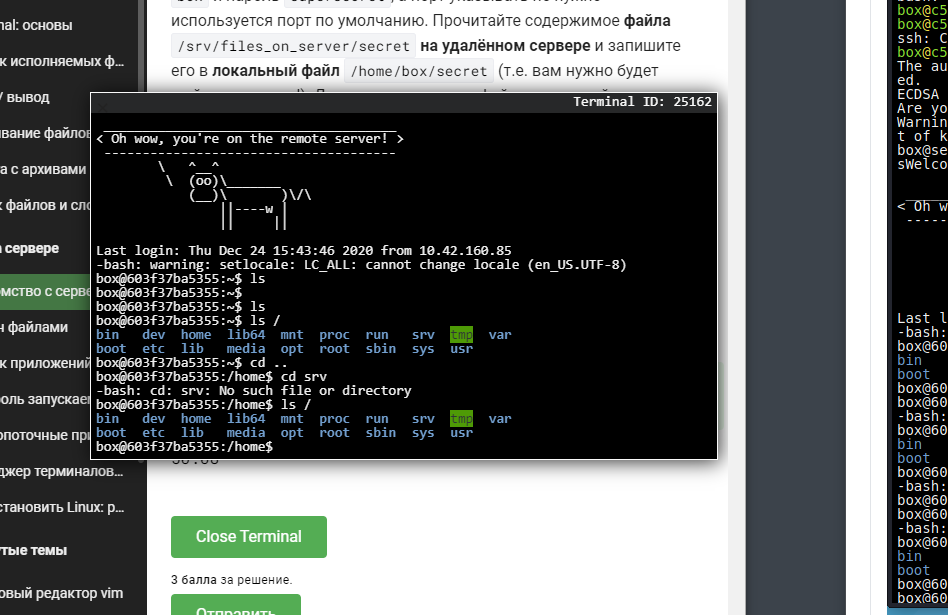 используется порт по умолчанию. Прочитайте содержимое файла
/srv/files_on_server/secret на удалённом сервере и запишите
его в локальный файл /home/box/secret (т.е. вам нужно будет
nal: основы
к исполняемых ф...
/ вывод
ивание файлов
та с архивами
к файлов и сло
а сервере
омство с серве
н файлами
к приложений
роль запускаем
опоточные при
джер терминалов...
становить Linux: р...
утые темы
овый редактор vim
Terminal ID: 25162
 ___________________________________
< Oh wow, you're on the remote server! >
 -----------------------------------
        \   ^__^
         \  (oo)\_______
            (__)\       )\/\
                ||----w |
                ||     ||
Last login: Thu Dec 24 15:43:46 2020 from 10.42.160.85
-bash: warning: setlocale: LC_ALL: cannot change locale (en_US.UTF-8)
box@603f37ba5355:~$ ls
box@603f37ba5355:~$
box@603f37ba5355:~$ ls
box@603f37ba5355:~$ ls /
bin dev home lib64 mnt proc run srv tmp var
boot etc lib media opt root sbin sys usr
box@603f37ba5355:~$ cd ..
box@603f37ba5355:/home$ cd srv
-bash: cd: srv: No such file or directory
box@603f37ba5355:/home$ ls /
bin dev home lib64 mnt proc run srv tmp var
boot etc lib media opt root sbin sys usr
box@603f37ba5355:/home$
Close Terminal
3 балла за решение.
Отправить
box@c5
box@c5
ssh: C
box@c5
The au
ed.
ECDSA
Are yo
Warnin
t of k
box@se
sWelco
< Oh w
-----
Last l
-bash:
box@60
bin
boot
box@60
box@60
-bash:
box@60
bin
boot
box@60
-bash:
box@60
box@60
-bash:
box@60
bin
boot
box@60
box@60